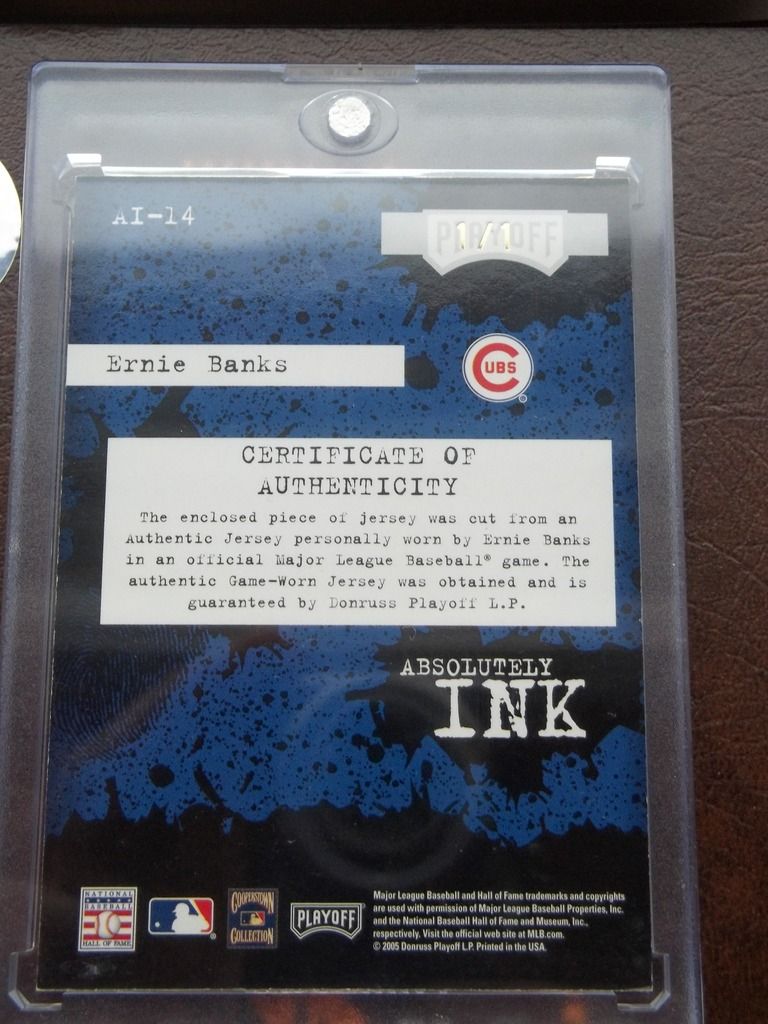 AI-14
PLAYOFF
1/1
Ernie Banks
CUBS
CERTIFICATE OF
AUTHENTICITY
The enclosed piece of jersey was cut from an
Authentic Jersey personally worn by Ernie Banks
in an official Major League Baseball® game. The
authentic Game-Worn Jersey was obtained and is
guaranteed by Donruss Playoff L.P.
ABSOLUTELY
INK
NATIONAL
BASEBALL
HALL OF FAME
COOPERSTOWN
COLLECTION
PLAYOFF
Major League Baseball and Hall of Fame trademarks and copyrights
are used with permission of Major League Baseball Properties, Inc.
and the National Baseball Hall of Fame and Museum, Inc.,
respectively. Visit the official web site at MLB.com.
© 2005 Donruss Playoff L.P. Printed in the USA.